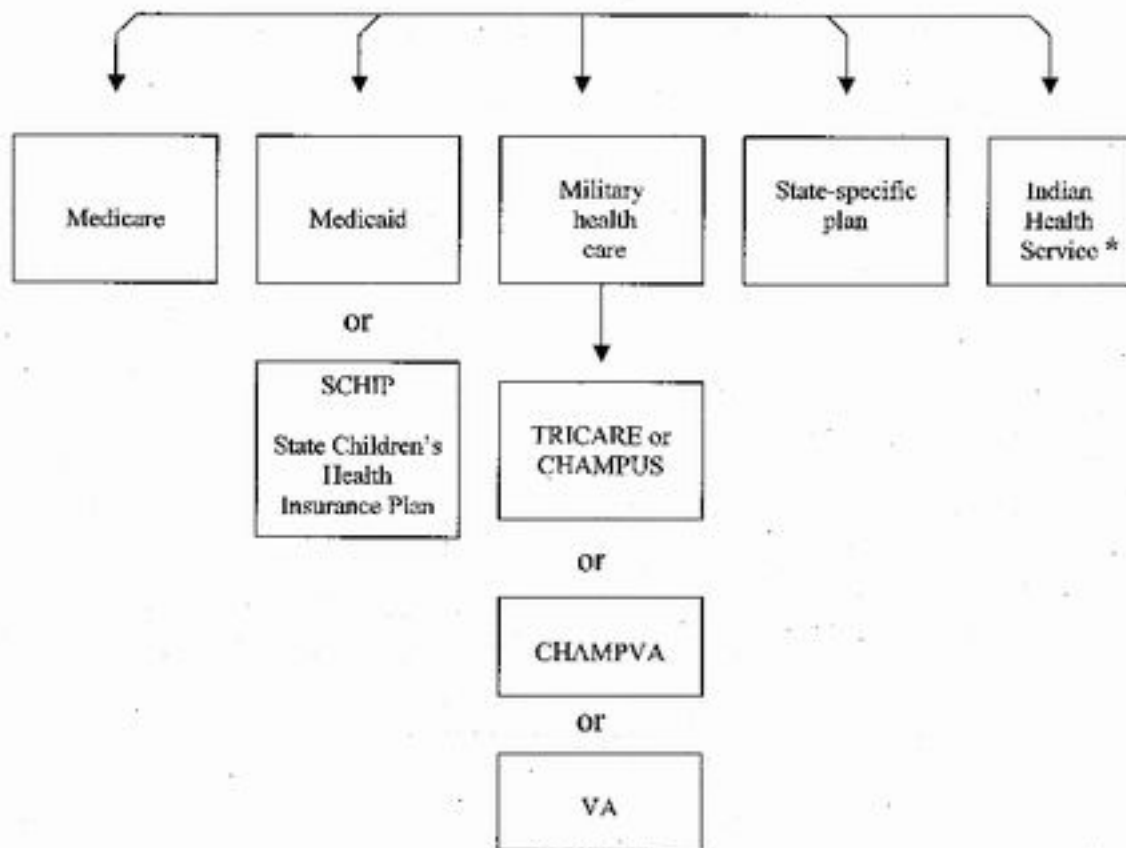 Medicare
Medicaid
Military
health
care
State-specific
plan
Indian
Health
Service *
or
SCHIP
State Children's
Health
Insurance Plan
TRICARE or
CHAMPUS
or
CHAMPVA
or
VA